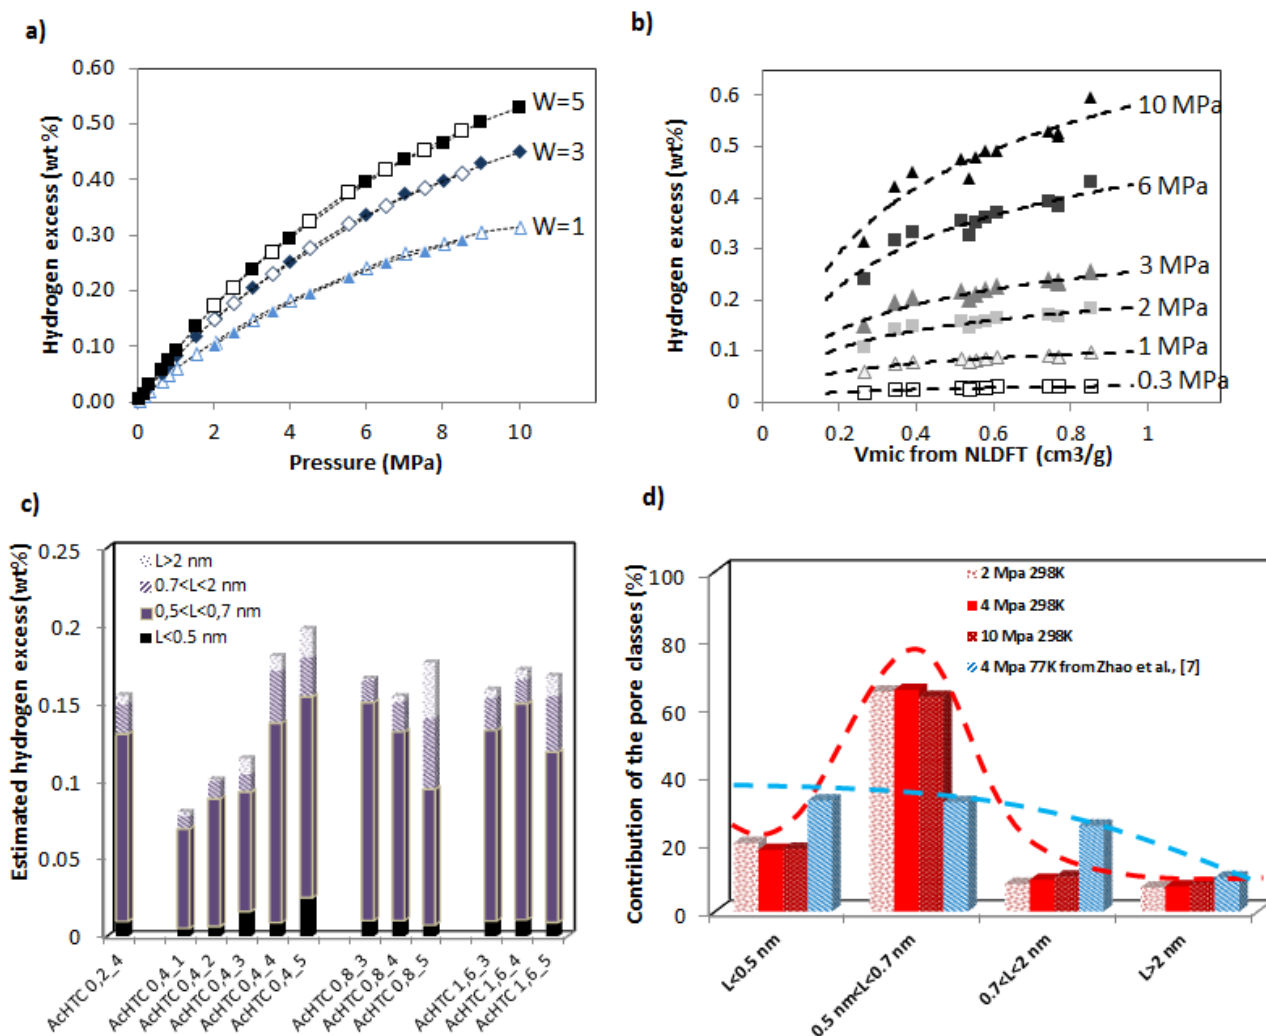 a)
0.60
0.50
0.40
0.30
0.20
0.10
0.00
Hydrogen excess (wt%)
W=5
W=3
W=1
0 2 4 6 8 10
Pressure (MPa)
b)
0.6
0.5
0.4
0.3
0.2
0.1
0
Hydrogen excess (wt%)
10 MPa
6 MPa
3 MPa
2 MPa
1 MPa
0.3 MPa
0 0.2 0.4 0.6 0.8 1
Vmic from NLDFT (cm3/g)
c)
0.25
0.2
0.15
0.1
0.05
0
Estimated hydrogen excess (wt%)
L>2 nm
0.7<L<2 nm
0,5<L<0,7 nm
L<0.5 nm
AcHTC 0,2_4
AcHTC 0,4_1
AcHTC 0,4_2
AcHTC 0,4_3
AcHTC 0,4_4
AcHTC 0,4_5
AcHTC 0,8_3
AcHTC 0,8_4
AcHTC 0,8_5
AcHTC 1,6_3
AcHTC 1,6_4
AcHTC 1,6_5
d)
100
80
60
40
20
0
Contribution of the pore classes (%)
2 Mpa 298K
4 Mpa 298K
10 Mpa 298K
4 Mpa 77K from Zhao et al., [7]
L<0.5 nm
0.5 nm<L<0.7 nm
0.7<L<2 nm
L>2 nm